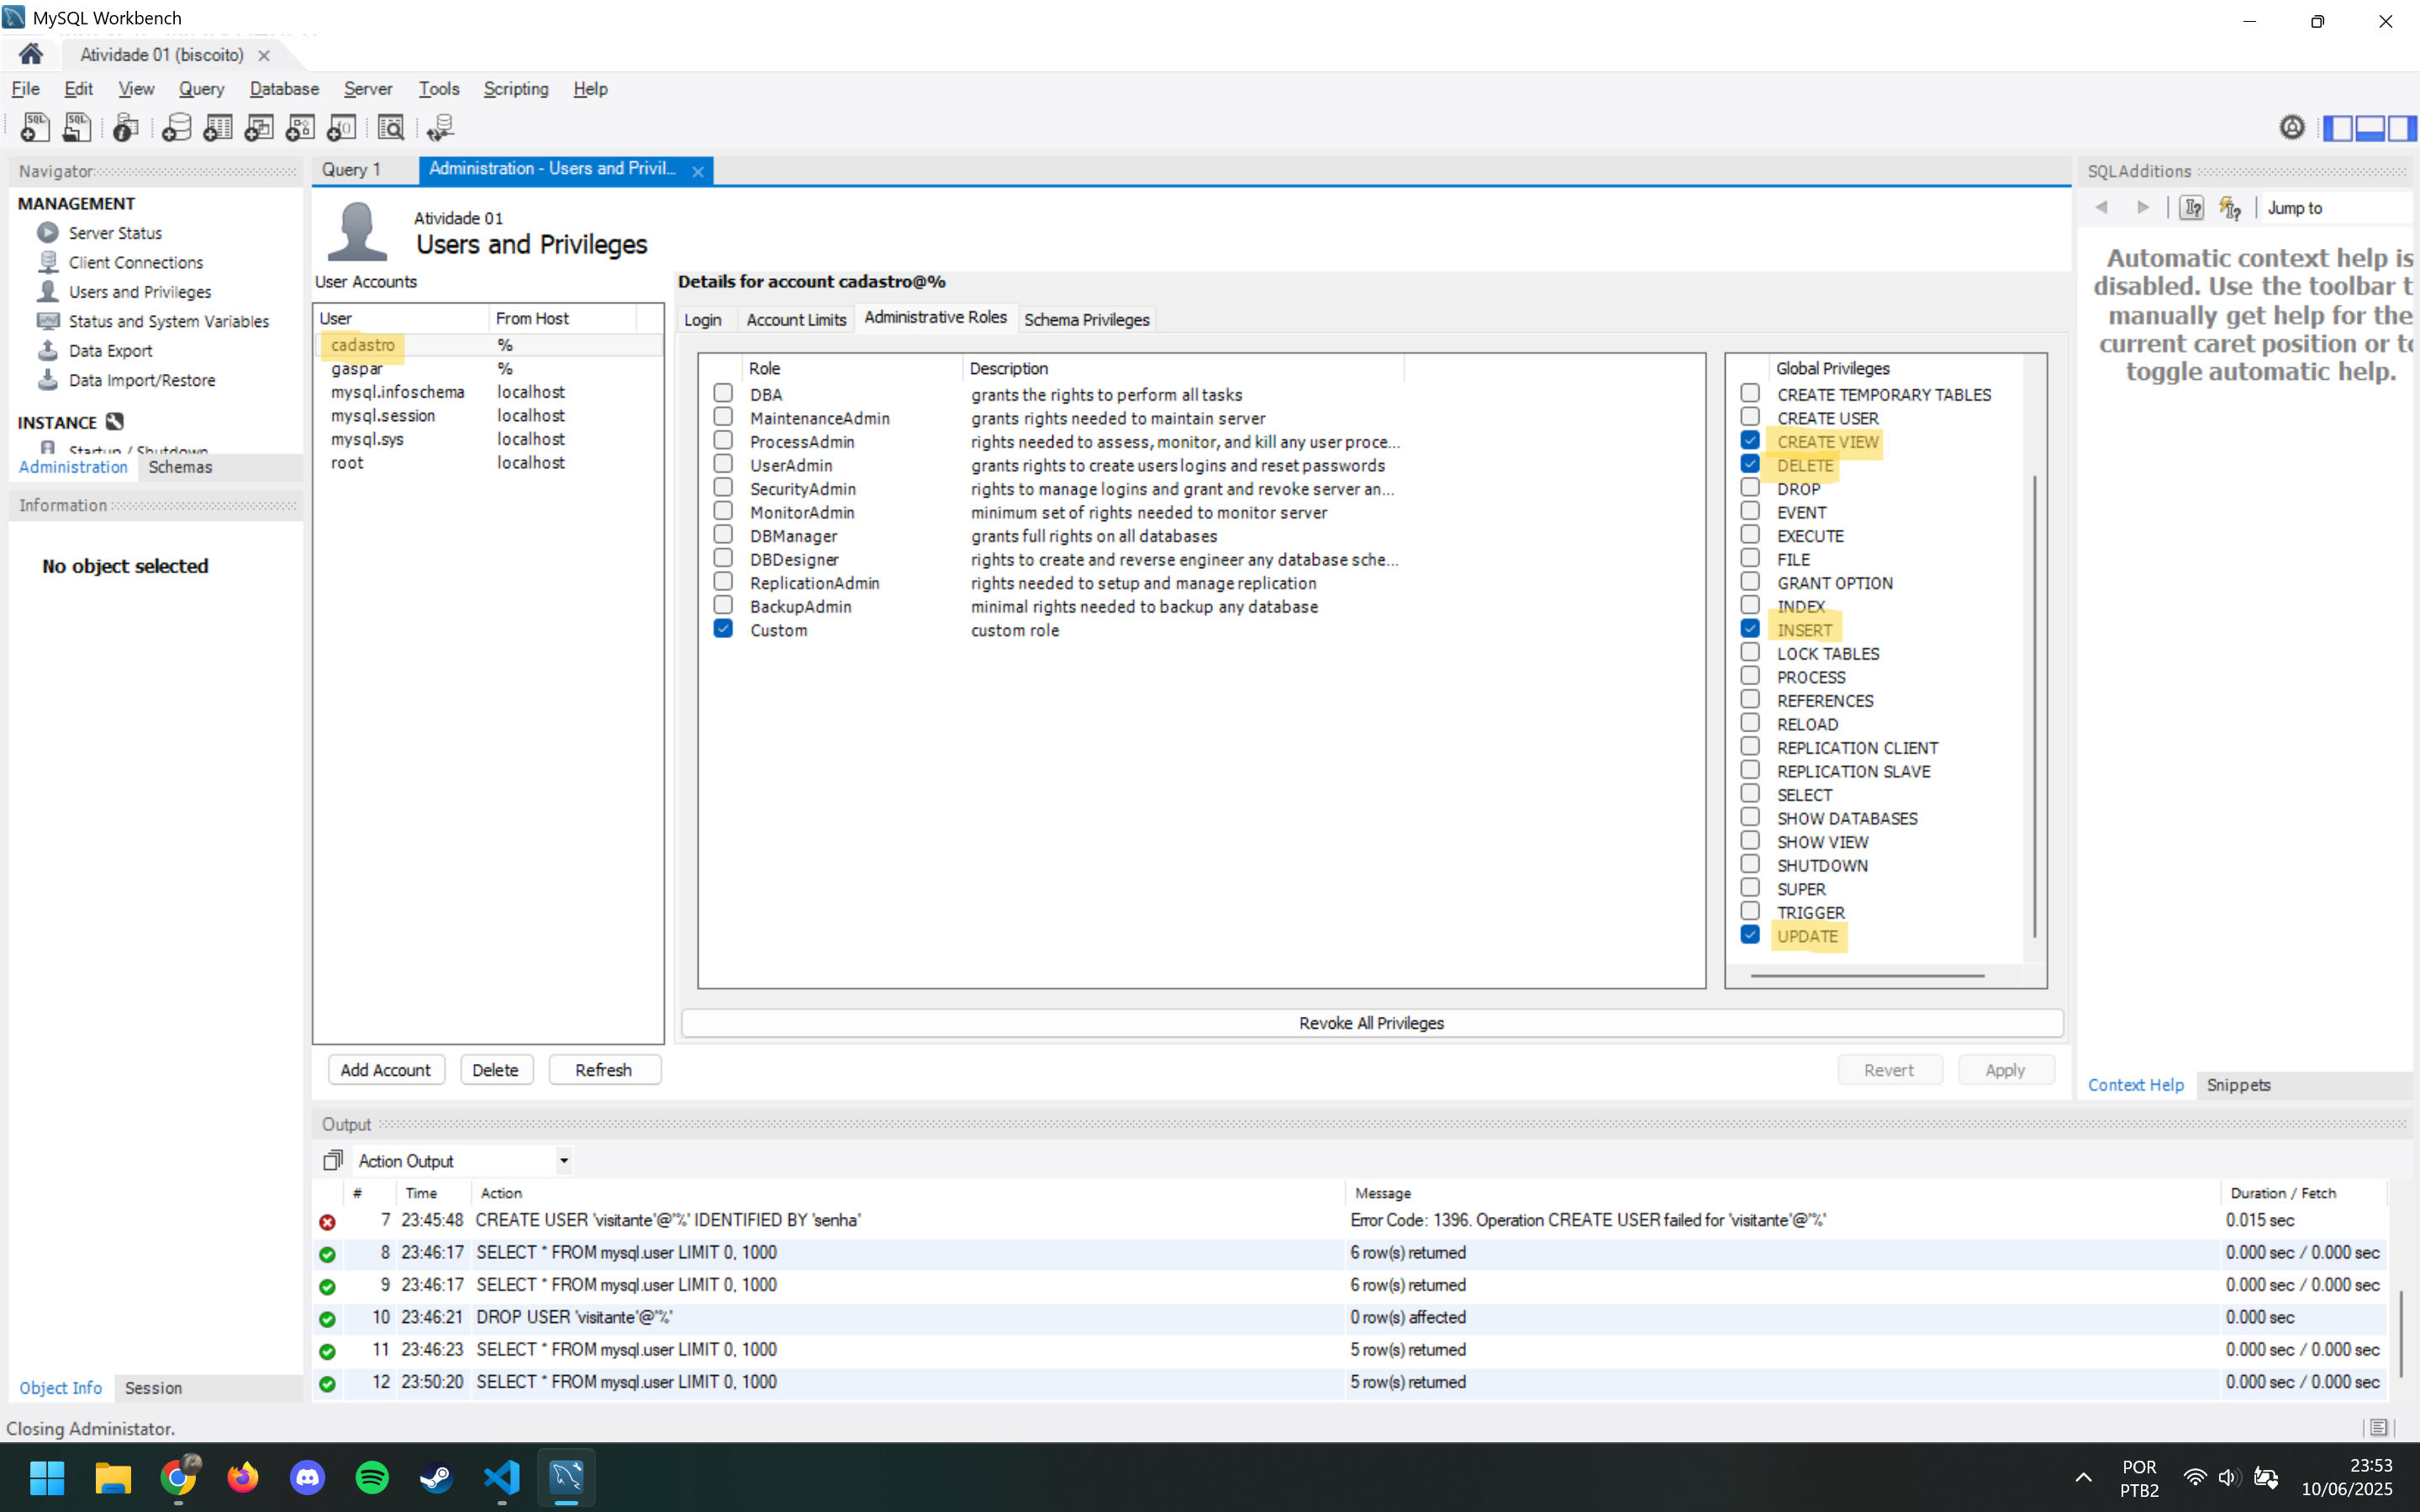 MySQL Workbench
Atividade 01 (biscoito)
File Edit View Query Database Server Tools Scripting Help
Navigator
MANAGEMENT
Server Status
Client Connections
Users and Privileges
Status and System Variables
Data Export
Data Import/Restore
INSTANCE
Startup / Shutdown
Administration Schemas
Information
No object selected
Object Info Session
Query 1 Administration - Users and Privil...
Atividade 01
Users and Privileges
User Accounts
User From Host
cadastro %
gaspar %
mysql.infoschema localhost
mysql.session localhost
mysql.sys localhost
root localhost
Add Account Delete Refresh
Details for account cadastro@%
Login Account Limits Administrative Roles Schema Privileges
Role Description
DBA grants the rights to perform all tasks
MaintenanceAdmin grants rights needed to maintain server
ProcessAdmin rights needed to assess, monitor, and kill any user proce...
UserAdmin grants rights to create users logins and reset passwords
SecurityAdmin rights to manage logins and grant and revoke server an...
MonitorAdmin minimum set of rights needed to monitor server
DBManager grants full rights on all databases
DBDesigner rights to create and reverse engineer any database sche...
ReplicationAdmin rights needed to setup and manage replication
BackupAdmin minimal rights needed to backup any database
Custom custom role
Global Privileges
CREATE TEMPORARY TABLES
CREATE USER
CREATE VIEW
DELETE
DROP
EVENT
EXECUTE
FILE
GRANT OPTION
INDEX
INSERT
LOCK TABLES
PROCESS
REFERENCES
RELOAD
REPLICATION CLIENT
REPLICATION SLAVE
SELECT
SHOW DATABASES
SHOW VIEW
SHUTDOWN
SUPER
TRIGGER
UPDATE
Revoke All Privileges
Revert Apply
SQLAdditions
Jump to
Automatic context help is
disabled. Use the toolbar t
manually get help for the
current caret position or to
toggle automatic help.
Context Help Snippets
Output
Action Output
# Time Action Message Duration / Fetch
7 23:45:48 CREATE USER 'visitante'@'%' IDENTIFIED BY 'senha' Error Code: 1396. Operation CREATE USER failed for 'visitante'@'%' 0.015 sec
8 23:46:17 SELECT * FROM mysql.user LIMIT 0, 1000 6 row(s) returned 0.000 sec / 0.000 sec
9 23:46:17 SELECT * FROM mysql.user LIMIT 0, 1000 6 row(s) returned 0.000 sec / 0.000 sec
10 23:46:21 DROP USER 'visitante'@'%' 0 row(s) affected 0.000 sec
11 23:46:23 SELECT * FROM mysql.user LIMIT 0, 1000 5 row(s) returned 0.000 sec / 0.000 sec
12 23:50:20 SELECT * FROM mysql.user LIMIT 0, 1000 5 row(s) returned 0.000 sec / 0.000 sec
Closing Administator.
POR
PTB2
23:53
10/06/2025